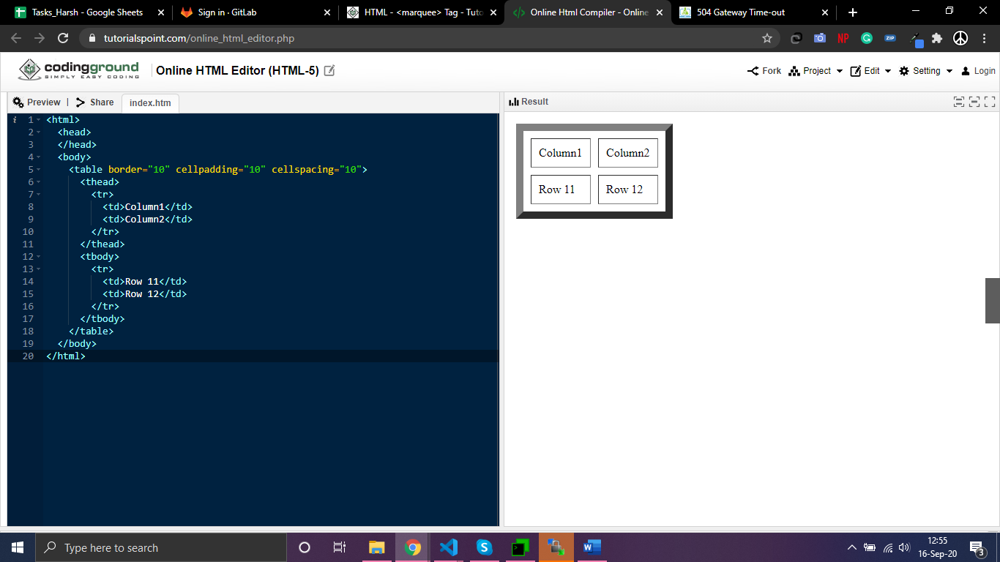 Tasks_Harsh - Google Sheets
Sign in · GitLab
HTML - <marquee> Tag - Tuto
Online Html Compiler - Online
504 Gateway Time-out
tutorialspoint.com/online_html_editor.php
NP
ZIP
codingground
SIMPLY EASY CODING
Online HTML Editor (HTML-5)
Fork
Project
Edit
Setting
Login
Preview | Share
index.htm
i 1 <html>
2 <head>
3 </head>
4 <body>
5 <table border="10" cellpadding="10" cellspacing="10">
6 <thead>
7 <tr>
8 <td>Column1</td>
9 <td>Column2</td>
10 </tr>
11 </thead>
12 <tbody>
13 <tr>
14 <td>Row 11</td>
15 <td>Row 12</td>
16 </tr>
17 </tbody>
18 </table>
19 </body>
20 </html>
Result
Column1 Column2
Row 11 Row 12
Type here to search
12:55
16-Sep-20
3